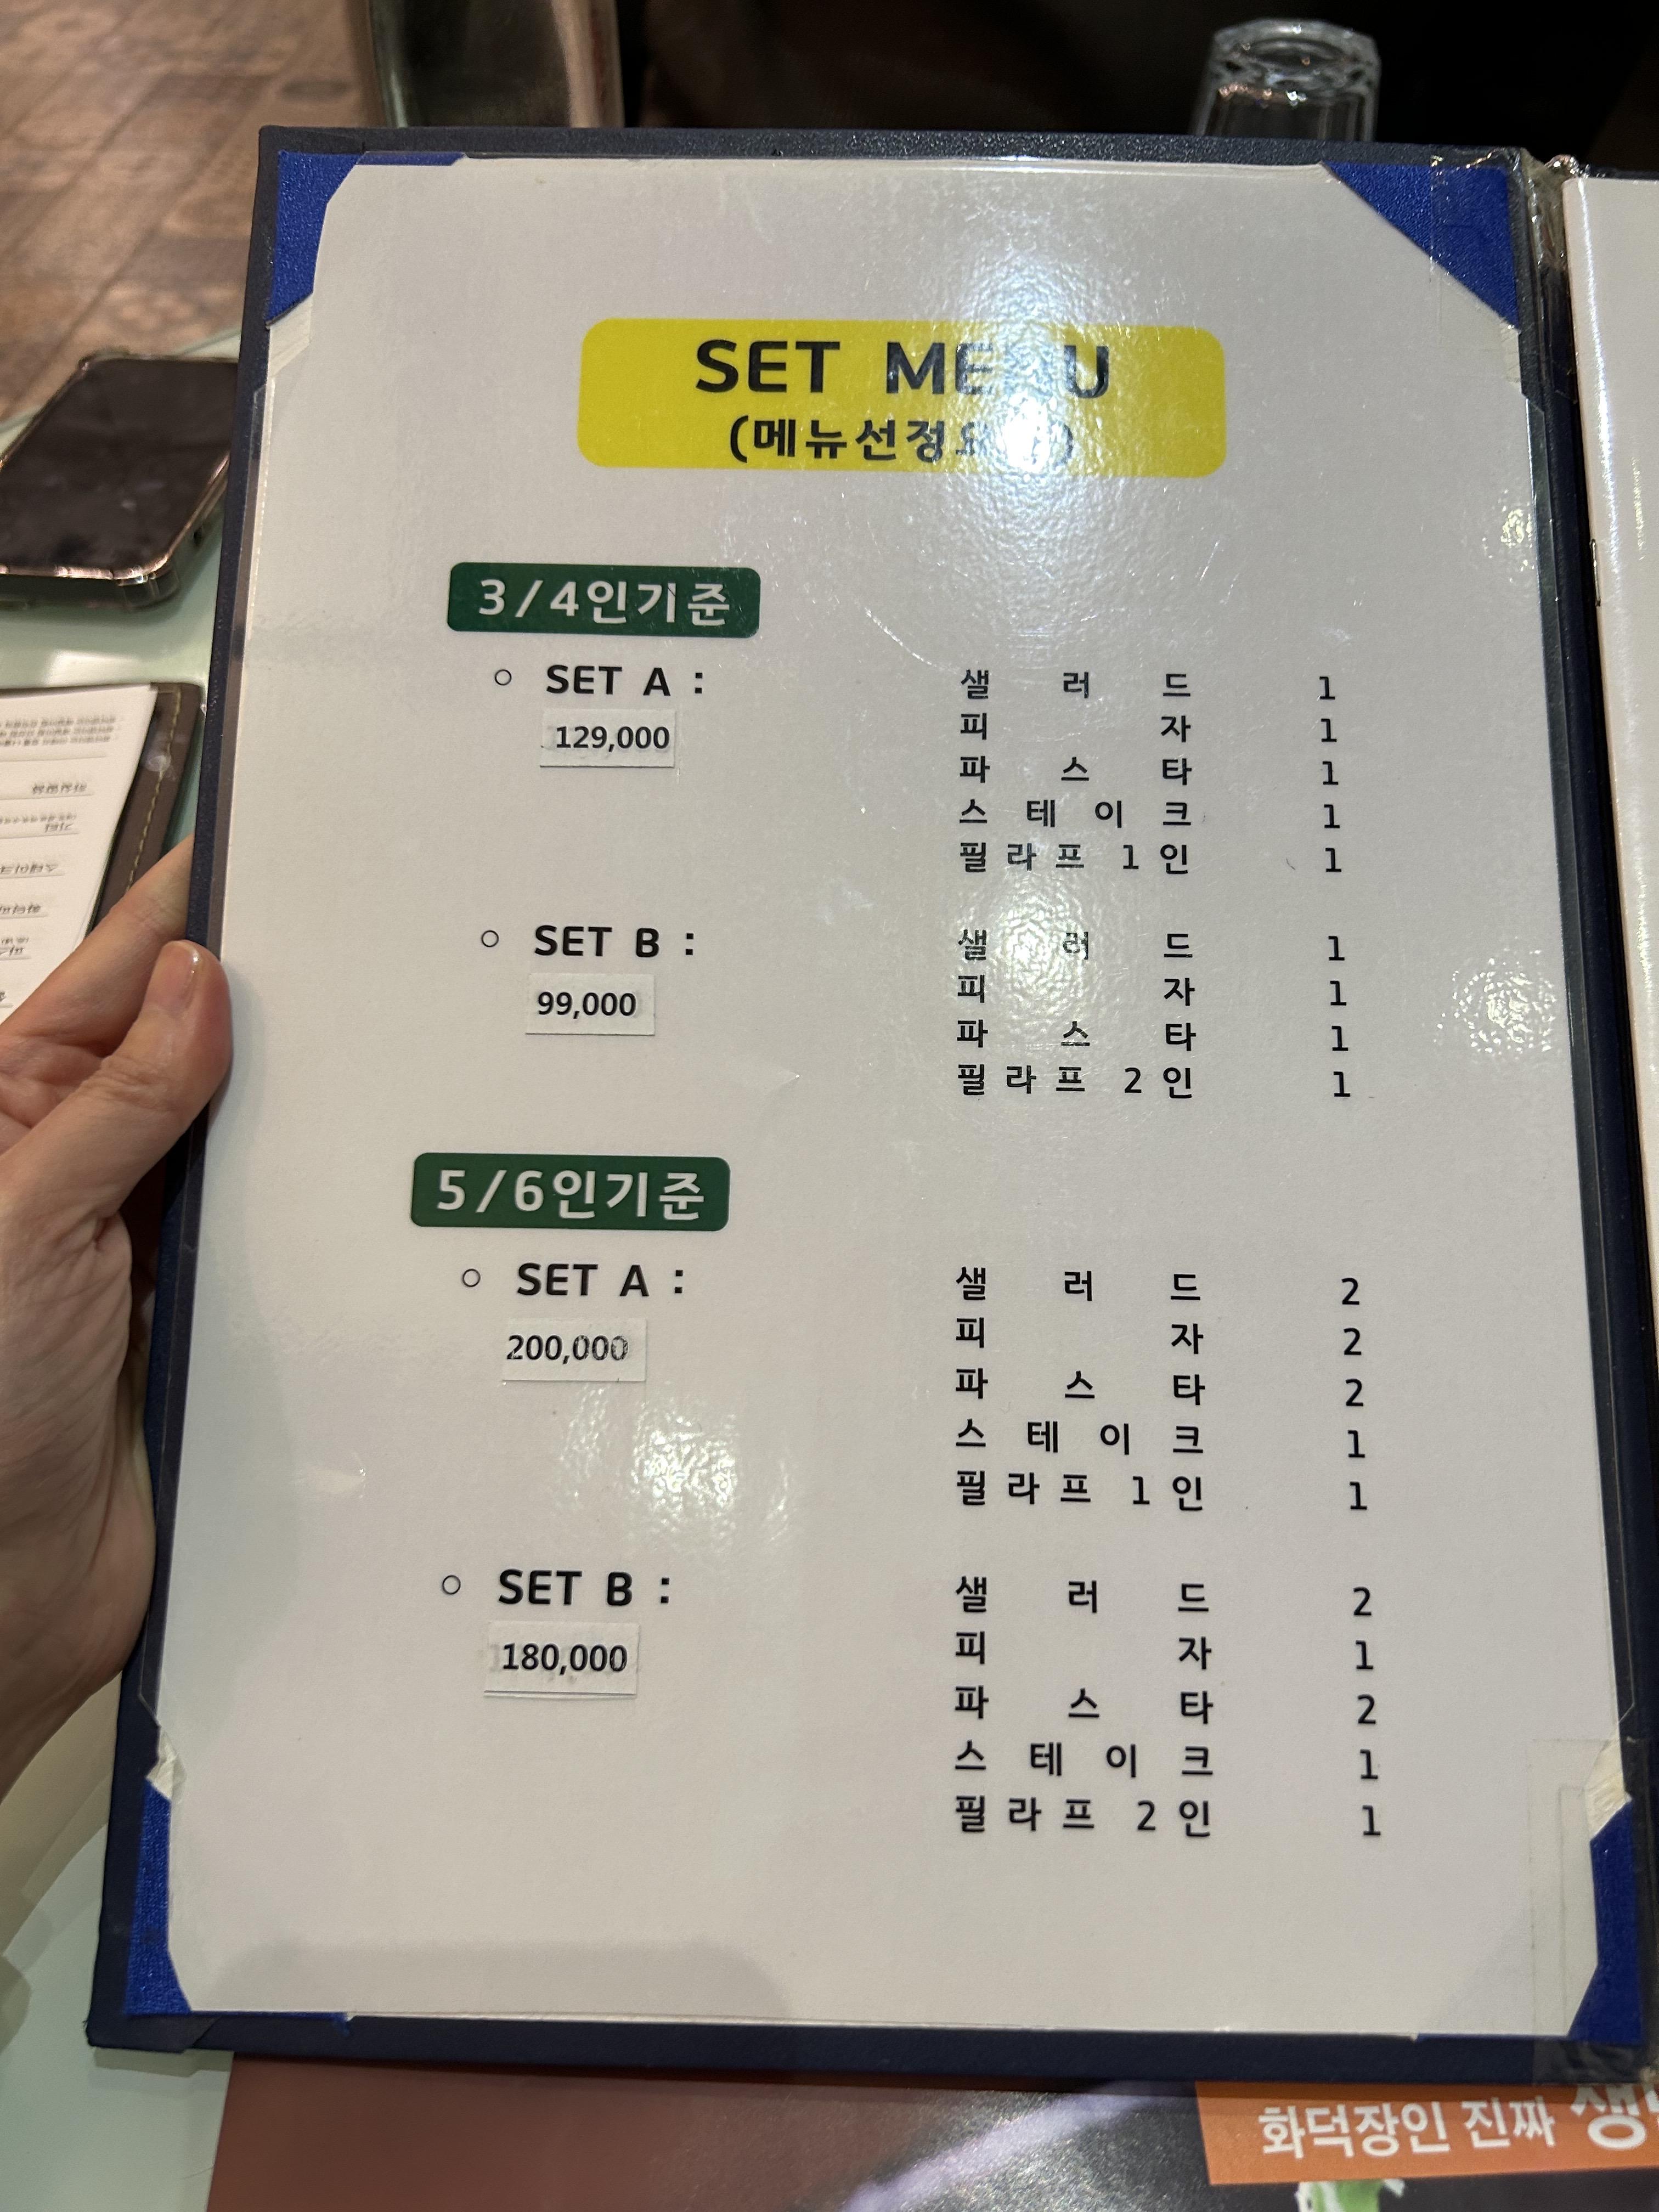 SET MENU
(메뉴선정
3/4인기준
○ SET A :
129,000
샐러드 1
피자 1
파스타 1
스테이크 1
필라프 1인 1
○ SET B :
99,000
샐러드 1
피자 1
파스타 1
필라프 2인 1
5/6인기준
○ SET A :
200,000
샐러드 2
피자 2
파스타 2
스테이크 1
필라프 1인 1
○ SET B :
180,000
샐러드 2
피자 1
파스타 2
스테이크 1
필라프 2인 1
화덕장인 진짜